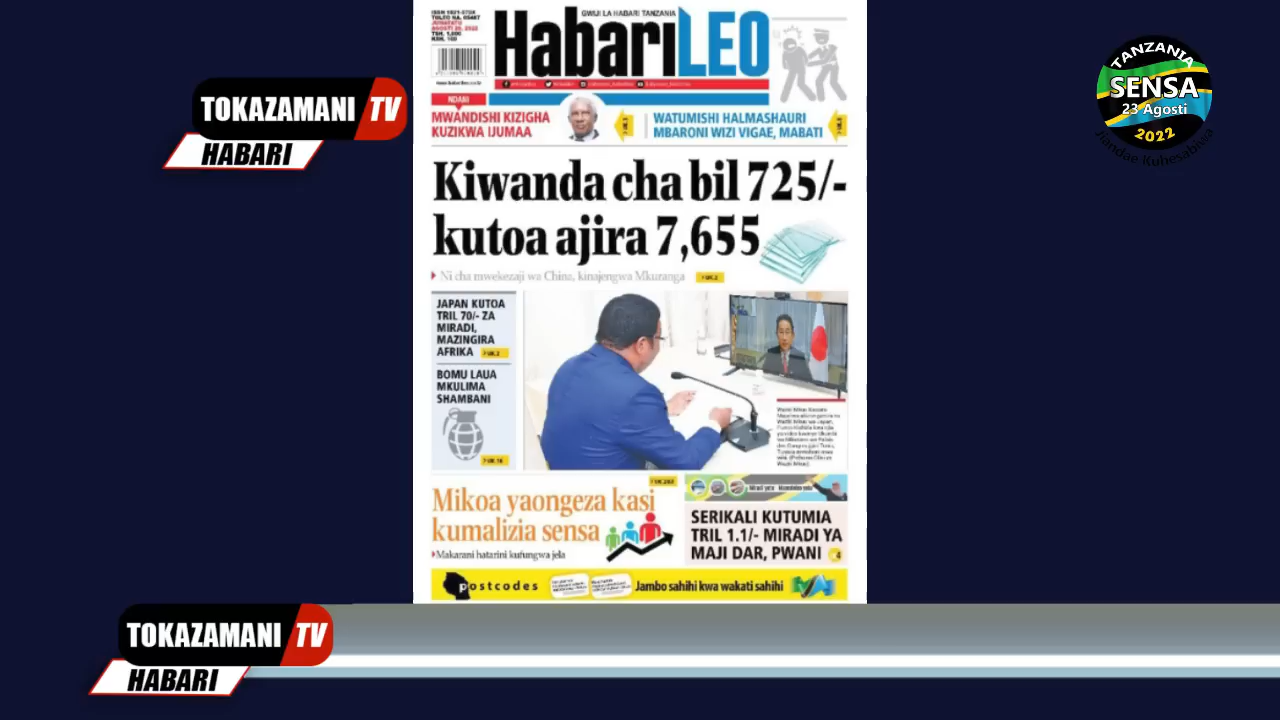 GWIJI LA HABARI TANZANIA
HabariLEO
TOKAZAMANI TV
HABARI
TANZANIA
SENSA
23 Agosti
2022
Jiandae Kuhesabiwa
NDANI
MWANDISHI KIZIGHA
KUZIKWA IJUMAA
WATUMISHI HALMASHAURI
MBARONI WIZI VIGAE, MABATI
Kiwanda cha bil 725/-
kutoa ajira 7,655
Ni cha mwekezaji wa China, kinajengwa Mkuranga
JAPAN KUTOA
TRIL 70/- ZA
MIRADI,
MAZINGIRA
AFRIKA
BOMU LAUA
MKULIMA
SHAMBANI
Mikoa yaongeza kasi
kumalizia sensa
Makarani hatarini kufungwa jela
SERIKALI KUTUMIA
TRIL 1.1/- MIRADI YA
MAJI DAR, PWANI
postcodes
Jambo sahihi kwa wakati sahihi
TOKAZAMANI TV
HABARI